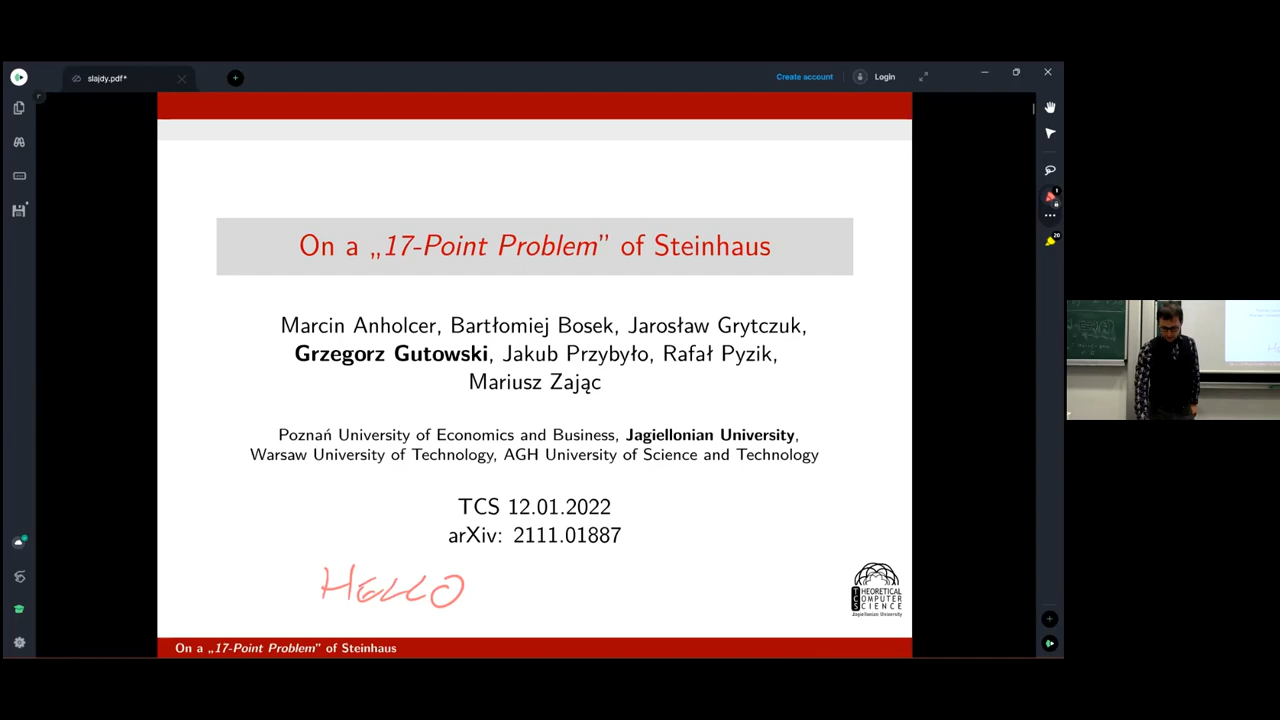 slajdy.pdf*
Create account
Login
On a „17-Point Problem” of Steinhaus
Marcin Anholcer, Bartłomiej Bosek, Jarosław Grytczuk,
Grzegorz Gutowski, Jakub Przybyło, Rafał Pyzik,
Mariusz Zając
Poznań University of Economics and Business, Jagiellonian University,
Warsaw University of Technology, AGH University of Science and Technology
TCS 12.01.2022
arXiv: 2111.01887
HELLO
THEORETICAL
COMPUTER
SCIENCE
Jagiellonian University
On a „17-Point Problem” of Steinhaus
1
20